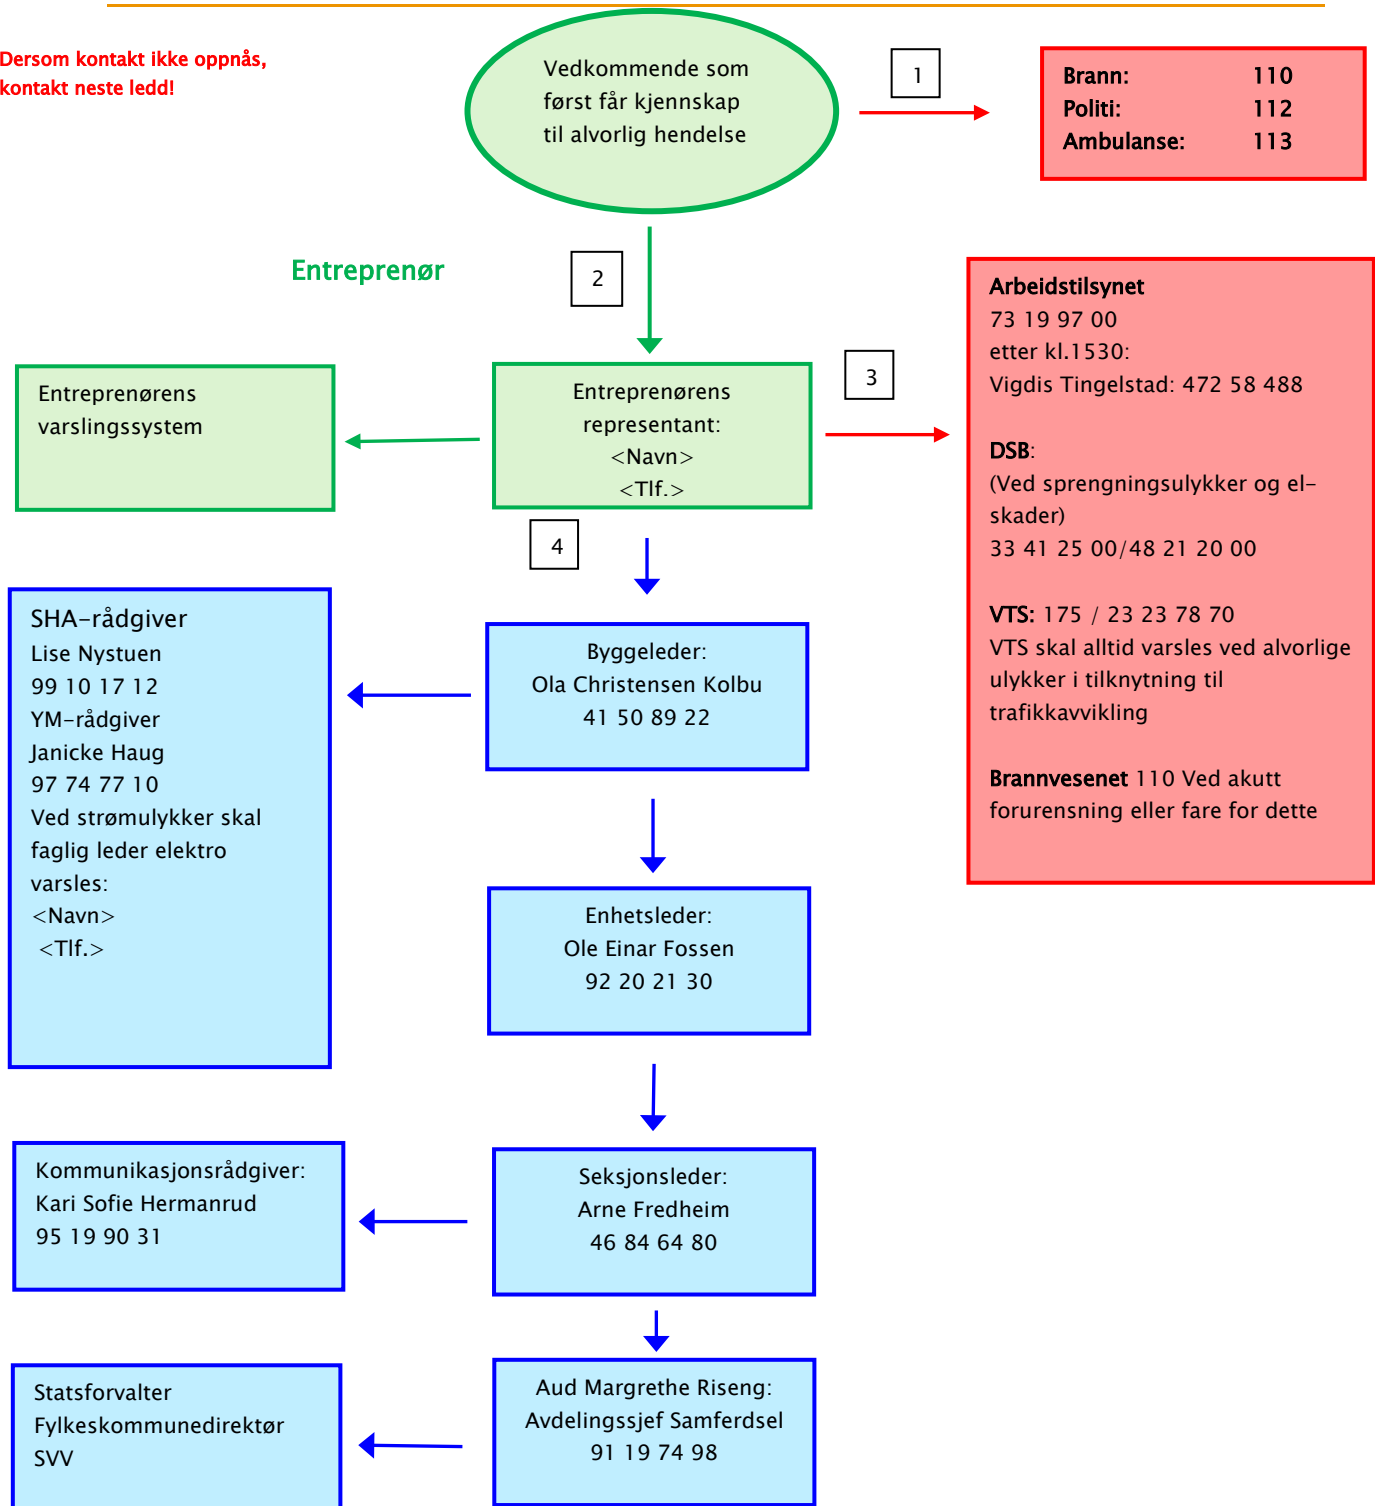 Dersom kontakt ikke oppnås,
kontakt neste ledd!
Vedkommende som
først får kjennskap
til alvorlig hendelse
1
Brann: 110
Politi: 112
Ambulanse: 113
Entreprenør
2
Entreprenørens
varslingssystem
Entreprenørens
representant:
<Navn>
<Tlf.>
3
Arbeidstilsynet
73 19 97 00
etter kl.1530:
Vigdis Tingelstad: 472 58 488
DSB:
(Ved sprengningsulykker og el-
skader)
33 41 25 00/48 21 20 00
VTS: 175 / 23 23 78 70
VTS skal alltid varsles ved alvorlige
ulykker i tilknytning til
trafikkavvikling
Brannvesenet 110 Ved akutt
forurensning eller fare for dette
4
SHA-rådgiver
Lise Nystuen
99 10 17 12
YM-rådgiver
Janicke Haug
97 74 77 10
Ved strømulykker skal
faglig leder elektro
varsles:
<Navn>
<Tlf.>
Byggeleder:
Ola Christensen Kolbu
41 50 89 22
Enhetsleder:
Ole Einar Fossen
92 20 21 30
Kommunikasjonsrådgiver:
Kari Sofie Hermanrud
95 19 90 31
Seksjonsleder:
Arne Fredheim
46 84 64 80
Statsforvalter
Fylkeskommunedirektør
SVV
Aud Margrethe Riseng:
Avdelingssjef Samferdsel
91 19 74 98